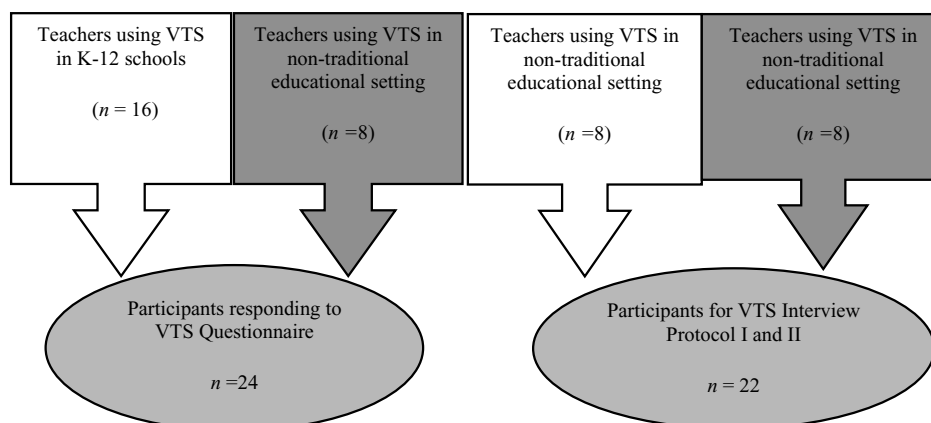 Teachers using VTS
in K-12 schools
(n = 16)
Teachers using VTS in
non-traditional
educational setting
(n =8)
Teachers using VTS in
non-traditional
educational setting
(n =8)
Teachers using VTS in
non-traditional
educational setting
(n =8)
Participants responding to
VTS Questionnaire
n =24
Participants for VTS Interview
Protocol I and II
n = 22